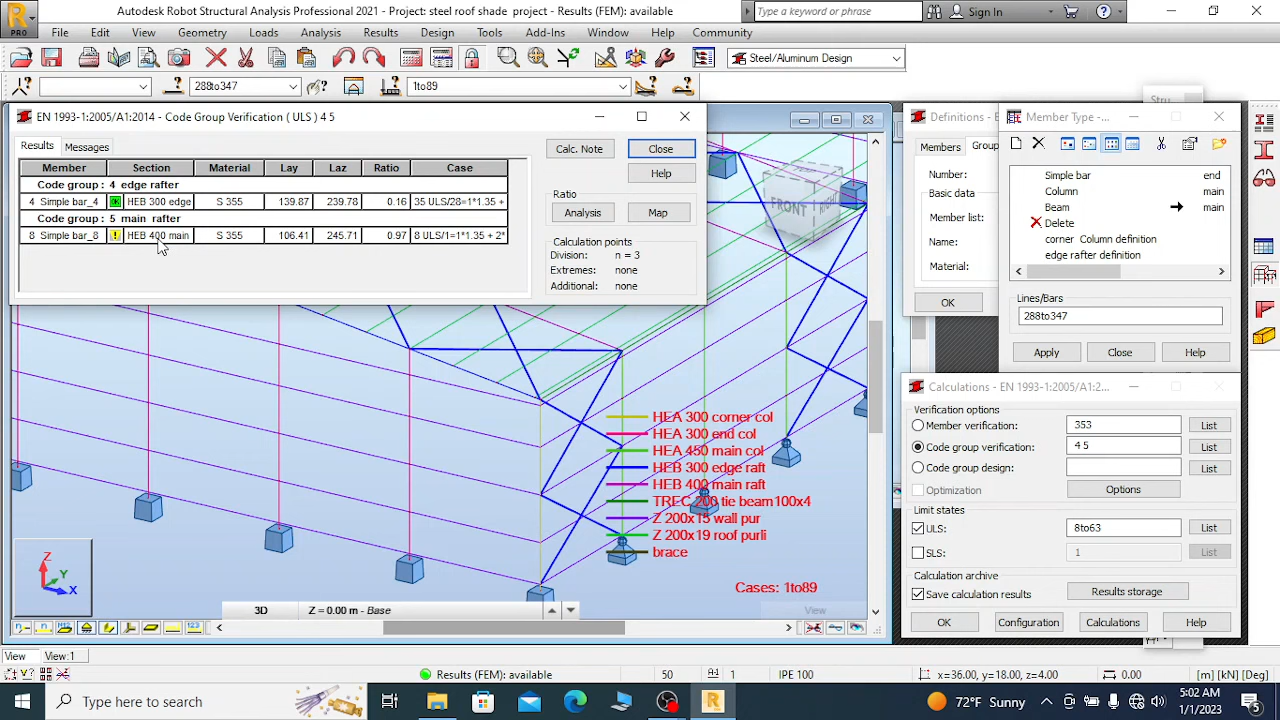 PRO
Autodesk Robot Structural Analysis Professional 2021 - Project: steel roof shade project - Results (FEM): available
Type a keyword or phrase
Sign In
File Edit View Geometry Loads Analysis Results Design Tools Add-Ins Window Help Community
Steel/Aluminum Design
288to347
1to89
EN 1993-1:2005/A1:2014 - Code Group Verification ( ULS) 4 5
Results Messages
Member Section Material Lay Laz Ratio Case
Code group : 4 edge rafter
4 Simple bar_4 OK HEB 300 edge S 355 139.87 239.78 0.16 35 ULS/28=1*1.35 +
Code group : 5 main rafter
8 Simple bar_8 ! HEB 400 main S 355 106.41 245.71 0.97 8 ULS/1=1*1.35 + 2*
Calc. Note Close
Help
Ratio
Analysis Map
Calculation points
Division: n = 3
Extremes: none
Additional: none
FRONT
RIGHT
Definitions - E
Members Group
Number:
Basic data
Member list:
Name:
Material:
OK
Member Type -...
Simple bar end
Column main
Beam main
Delete
corner Column definition
edge rafter definition
Lines/Bars
288to347
Apply Close Help
HEA 300 corner col
HEA 300 end col
HEA 450 main col
HEB 300 edge raft
HEB 400 main raft
TREC 200 tie beam100x4
Z 200x15 wall pur
Z 200x19 roof purli
brace
Cases: 1to89
Calculations - EN 1993-1:2005/A1:2...
Verification options
Member verification: 353 List
Code group verification: 4 5 List
Code group design: List
Optimization Options
Limit states
ULS: 8to63 List
SLS: 1 List
Calculation archive
Save calculation results Results storage
OK Configuration Calculations Help
Z
Y
X
3D Z = 0.00 m - Base
View
View View:1
Results (FEM): available 50 1 IPE 100 x=36.00, y=18.00, z=4.00 0.00 [m] [kN] [Deg]
Type here to search
72°F Sunny
5:02 AM
1/1/2023
5